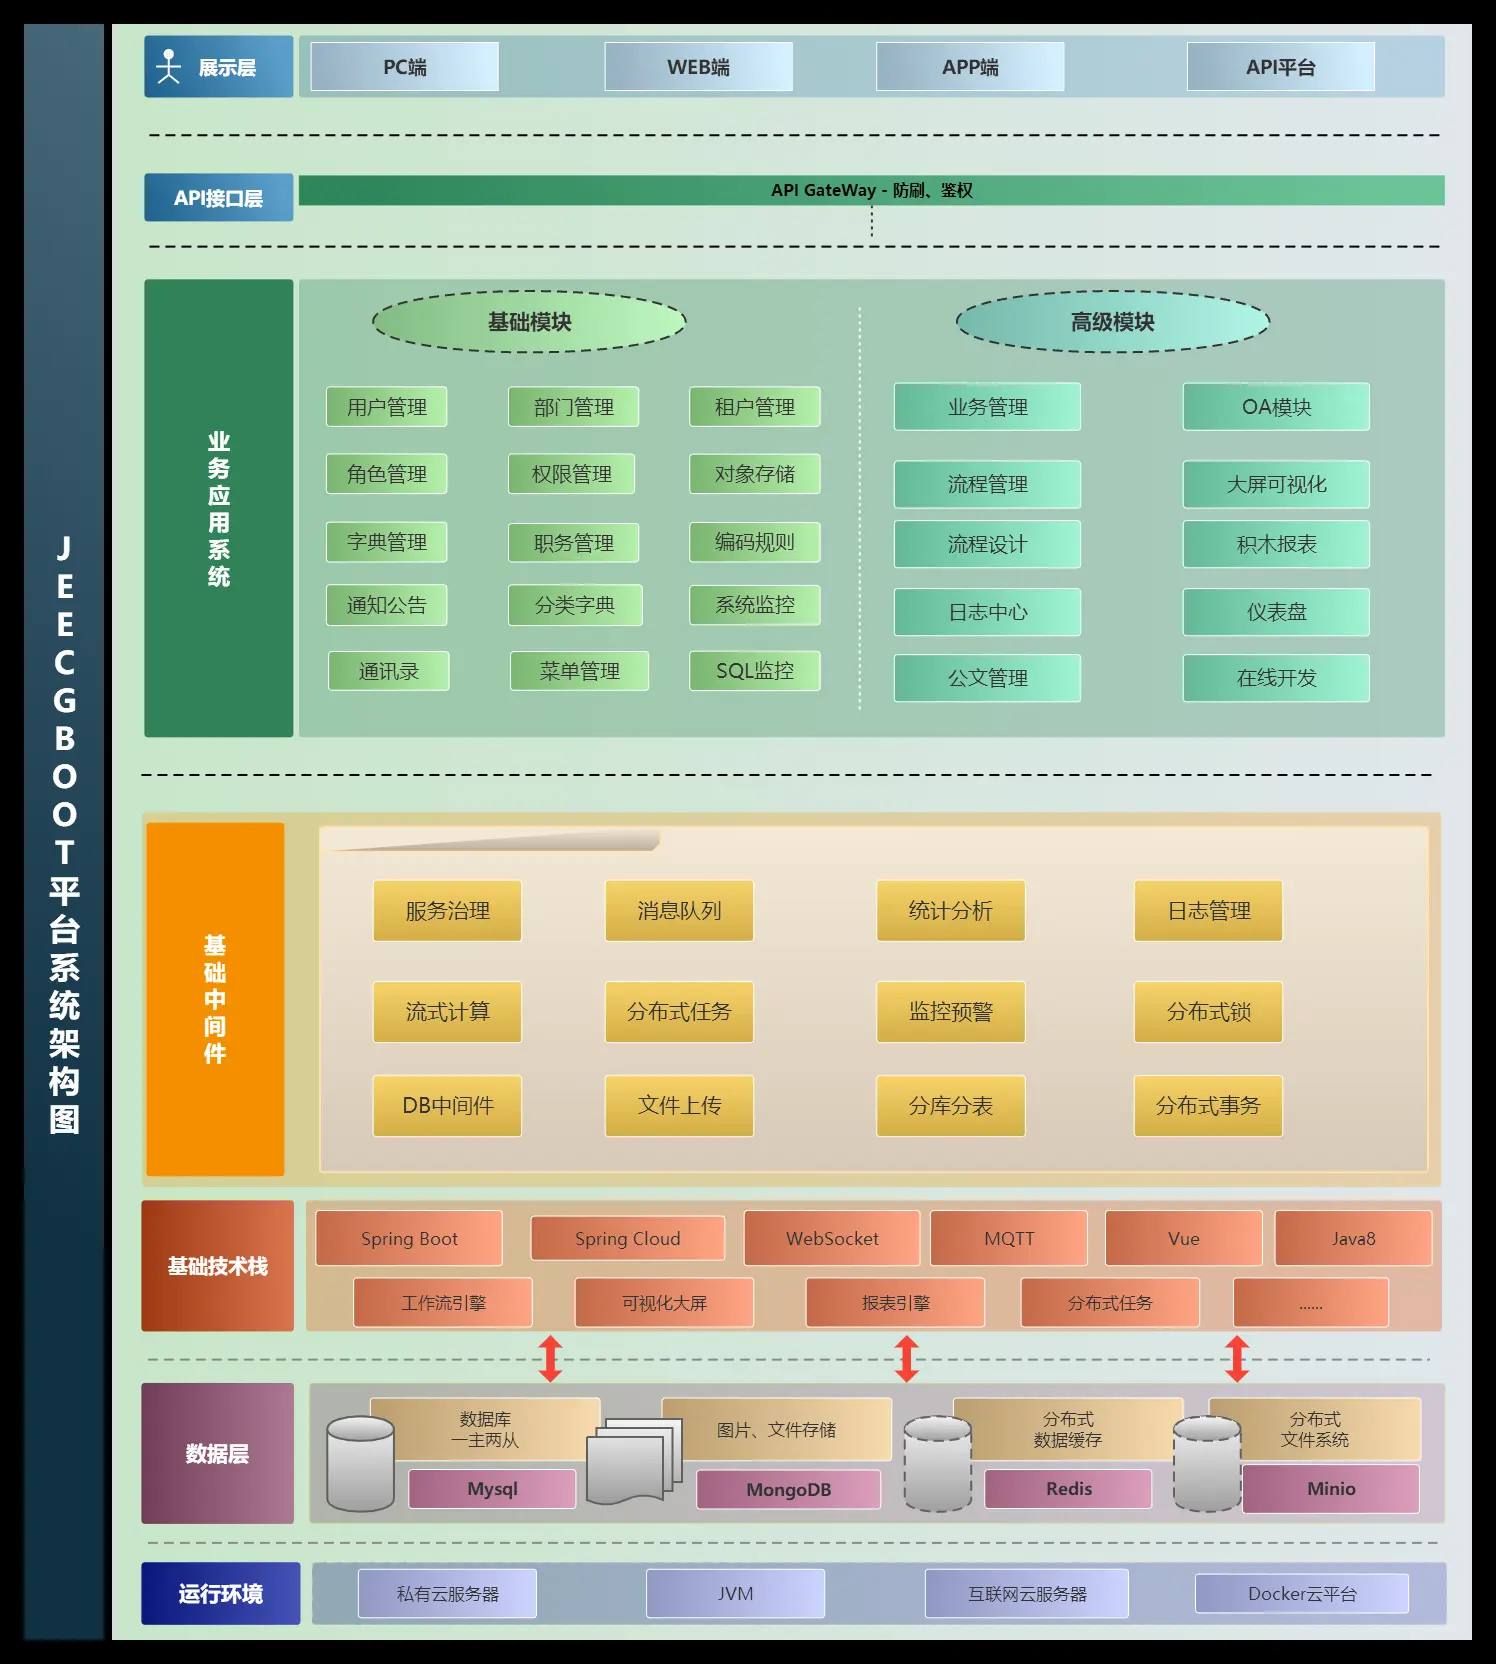 JEECGBOOT平台系统架构图
展示层
PC端
WEB端
APP端
API平台
API接口层
API GateWay - 防刷、鉴权
业务应用系统
基础模块
用户管理
部门管理
租户管理
角色管理
权限管理
对象存储
字典管理
职务管理
编码规则
通知公告
分类字典
系统监控
通讯录
菜单管理
SQL监控
高级模块
业务管理
OA模块
流程管理
大屏可视化
流程设计
积木报表
日志中心
仪表盘
公文管理
在线开发
基础中间件
服务治理
消息队列
统计分析
日志管理
流式计算
分布式任务
监控预警
分布式锁
DB中间件
文件上传
分库分表
分布式事务
基础技术栈
Spring Boot
Spring Cloud
WebSocket
MQTT
Vue
Java8
工作流引擎
可视化大屏
报表引擎
分布式任务
......
数据层
数据库
一主两从
Mysql
图片、文件存储
MongoDB
分布式
数据缓存
Redis
分布式
文件系统
Minio
运行环境
私有云服务器
JVM
互联网云服务器
Docker云平台